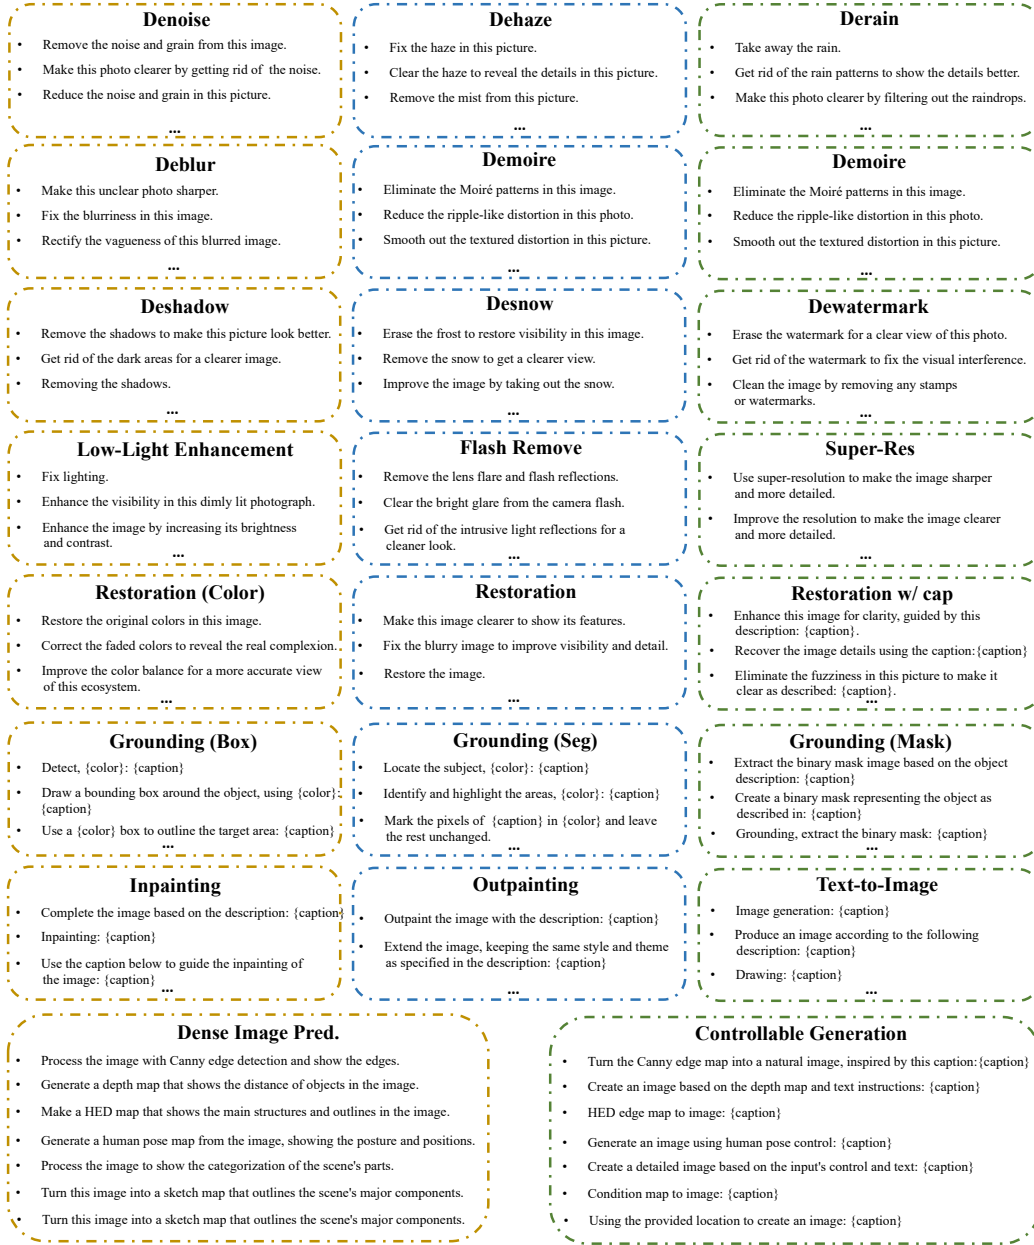 Denoise
• Remove the noise and grain from this image.
• Make this photo clearer by getting rid of the noise.
• Reduce the noise and grain in this picture.
...
Dehaze
• Fix the haze in this picture.
• Clear the haze to reveal the details in this picture.
• Remove the mist from this picture.
...
Derain
• Take away the rain.
• Get rid of the rain patterns to show the details better.
• Make this photo clearer by filtering out the raindrops.
...
Deblur
• Make this unclear photo sharper.
• Fix the blurriness in this image.
• Rectify the vagueness of this blurred image.
...
Demoire
• Eliminate the Moiré patterns in this image.
• Reduce the ripple-like distortion in this photo.
• Smooth out the textured distortion in this picture.
...
Demoire
• Eliminate the Moiré patterns in this image.
• Reduce the ripple-like distortion in this photo.
• Smooth out the textured distortion in this picture.
...
Deshadow
• Remove the shadows to make this picture look better.
• Get rid of the dark areas for a clearer image.
• Removing the shadows.
...
Desnow
• Erase the frost to restore visibility in this image.
• Remove the snow to get a clearer view.
• Improve the image by taking out the snow.
...
Dewatermark
• Erase the watermark for a clear view of this photo.
• Get rid of the watermark to fix the visual interference.
• Clean the image by removing any stamps
or watermarks.
...
Low-Light Enhancement
• Fix lighting.
• Enhance the visibility in this dimly lit photograph.
• Enhance the image by increasing its brightness
and contrast.
...
Flash Remove
• Remove the lens flare and flash reflections.
• Clear the bright glare from the camera flash.
• Get rid of the intrusive light reflections for a
cleaner look.
...
Super-Res
• Use super-resolution to make the image sharper
and more detailed.
• Improve the resolution to make the image clearer
and more detailed.
...
Restoration (Color)
• Restore the original colors in this image.
• Correct the faded colors to reveal the real complexion.
• Improve the color balance for a more accurate view
of this ecosystem.
...
Restoration
• Make this image clearer to show its features.
• Fix the blurry image to improve visibility and detail.
• Restore the image.
...
Restoration w/ cap
• Enhance this image for clarity, guided by this
description: {caption}.
• Recover the image details using the caption:{caption}
• Eliminate the fuzziness in this picture to make it
clear as described: {caption}.
...
Grounding (Box)
• Detect, {color}: {caption}
• Draw a bounding box around the object, using {color}:
{caption}
• Use a {color} box to outline the target area: {caption}
...
Grounding (Seg)
• Locate the subject, {color}: {caption}
• Identify and highlight the areas, {color}: {caption}
• Mark the pixels of {caption} in {color} and leave
the rest unchanged.
...
Grounding (Mask)
• Extract the binary mask image based on the object
description: {caption}
• Create a binary mask representing the object as
described in: {caption}
• Grounding, extract the binary mask: {caption}
...
Inpainting
• Complete the image based on the description: {caption}
• Inpainting: {caption}
• Use the caption below to guide the inpainting of
the image: {caption}
...
Outpainting
• Outpaint the image with the description: {caption}
• Extend the image, keeping the same style and theme
as specified in the description: {caption}
...
Text-to-Image
• Image generation: {caption}
• Produce an image according to the following
description: {caption}
• Drawing: {caption}
...
Dense Image Pred.
• Process the image with Canny edge detection and show the edges.
• Generate a depth map that shows the distance of objects in the image.
• Make a HED map that shows the main structures and outlines in the image.
• Generate a human pose map from the image, showing the posture and positions.
• Process the image to show the categorization of the scene's parts.
• Turn this image into a sketch map that outlines the scene's major components.
• Turn this image into a sketch map that outlines the scene's major components.
Controllable Generation
• Turn the Canny edge map into a natural image, inspired by this caption:{caption}
• Create an image based on the depth map and text instructions: {caption}
• HED edge map to image: {caption}
• Generate an image using human pose control: {caption}
• Create a detailed image based on the input's control and text: {caption}
• Condition map to image: {caption}
• Using the provided location to create an image: {caption}